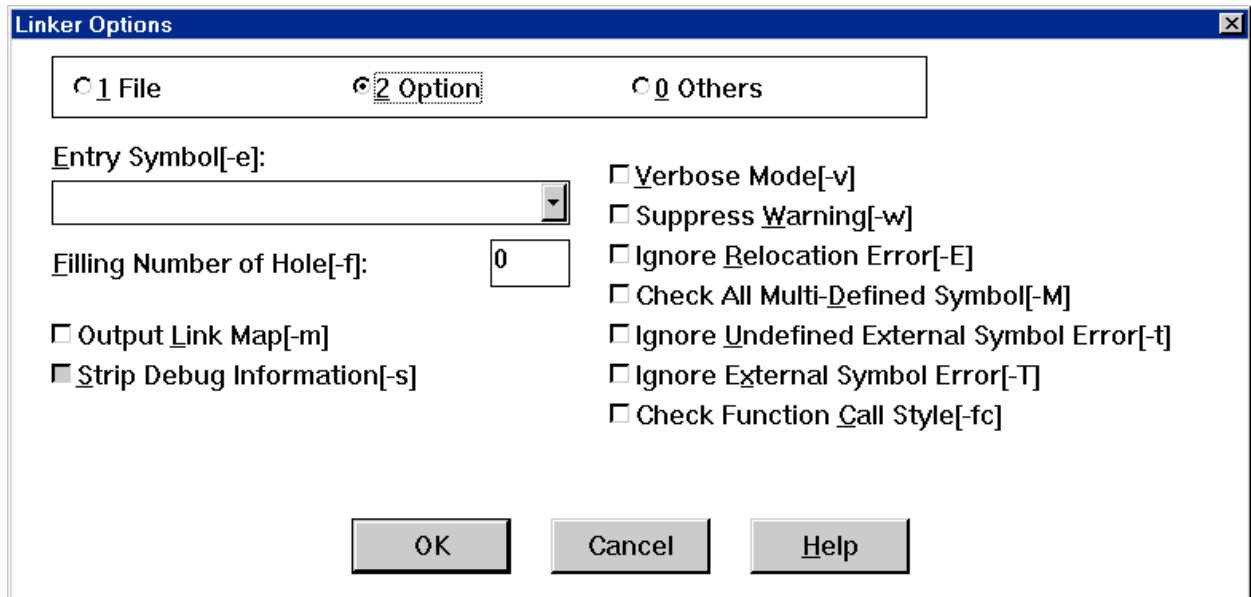 Linker Options
1 File 2 Option 0 Others
Entry Symbol[-e]:
Filling Number of Hole[-f]: 0
Output Link Map[-m]
Strip Debug Information[-s]
Verbose Mode[-v]
Suppress Warning[-w]
Ignore Relocation Error[-E]
Check All Multi-Defined Symbol[-M]
Ignore Undefined External Symbol Error[-t]
Ignore External Symbol Error[-T]
Check Function Call Style[-fc]
OK Cancel Help